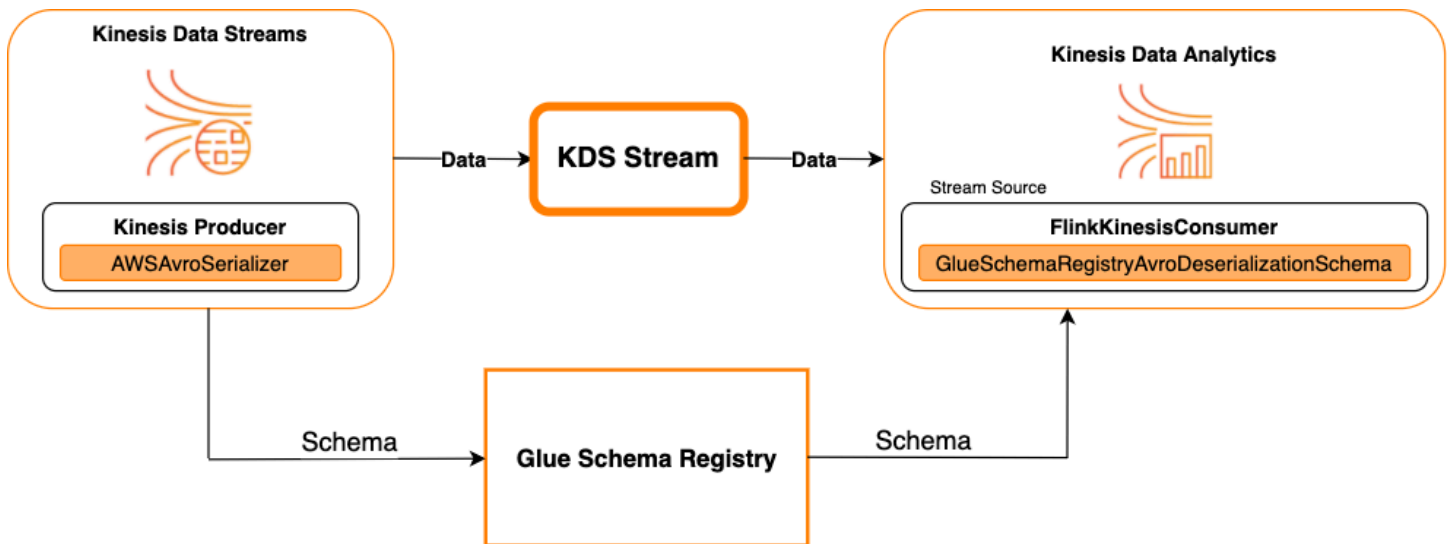 Kinesis Data Streams
Kinesis Producer
AWSAvroSerializer
Data
KDS Stream
Data
Kinesis Data Analytics
Stream Source
FlinkKinesisConsumer
GlueSchemaRegistryAvroDeserializationSchema
Schema
Glue Schema Registry
Schema